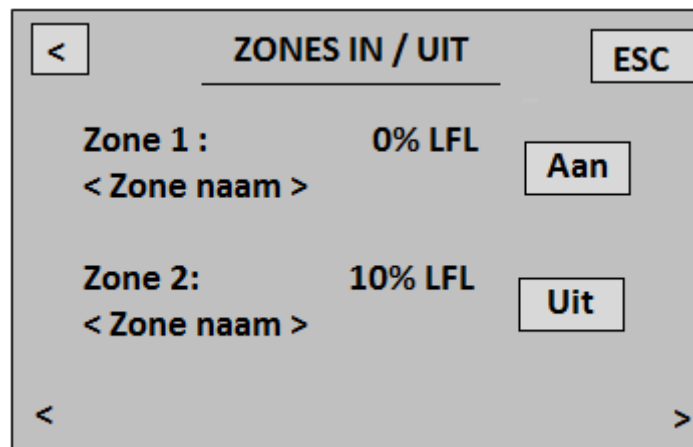 < ZONES IN / UIT ESC
Zone 1 : 0% LFL Aan
< Zone naam >
Zone 2: 10% LFL Uit
< Zone naam >
< >